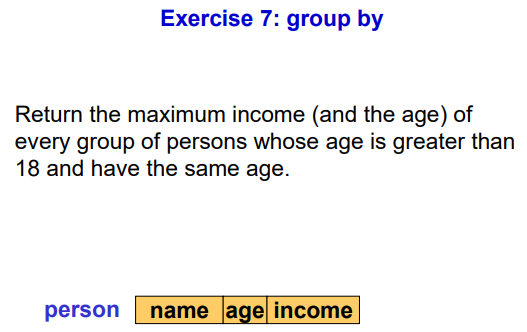 Exercise 7: group by
Return the maximum income (and the age) of
every group of persons whose age is greater than
18 and have the same age.
person name age income